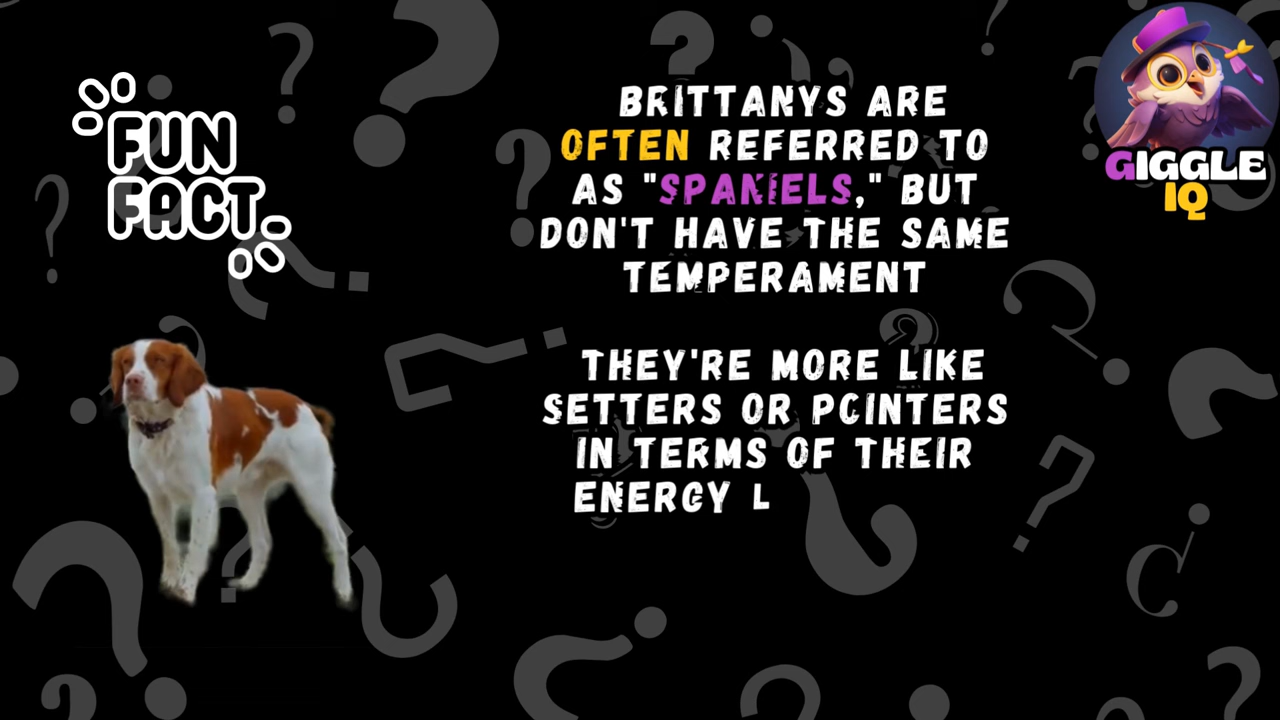 FUN
FACT
BRITTANYS ARE
OFTEN REFERRED TO
AS "SPANIELS," BUT
DON'T HAVE THE SAME
TEMPERAMENT
THEY'RE MORE LIKE
SETTERS OR POINTERS
IN TERMS OF THEIR
ENERGY L
GIGGLE
IQ